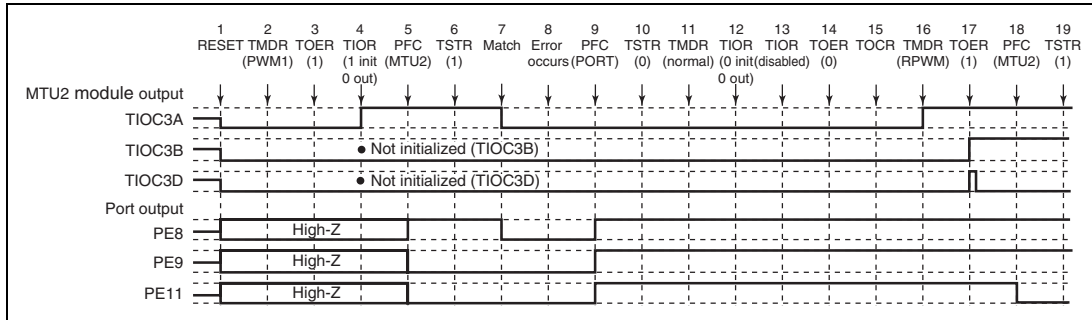 1 2 3 4 5 6 7 8 9 10 11 12 13 14 15 16 17 18 19
RESET TMDR TOER TIOR PFC TSTR Match Error PFC TSTR TMDR TIOR TIOR TOER TOCR TMDR TOER PFC TSTR
(PWM1) (1) (1 init (MTU2) (1) occurs (PORT) (0) (normal) (0 init (disabled) (0) (RPWM) (1) (MTU2) (1)
0 out) 0 out)
MTU2 module output
TIOC3A
TIOC3B ● Not initialized (TIOC3B)
TIOC3D ● Not initialized (TIOC3D)
Port output
PE8 High-Z
PE9 High-Z
PE11 High-Z